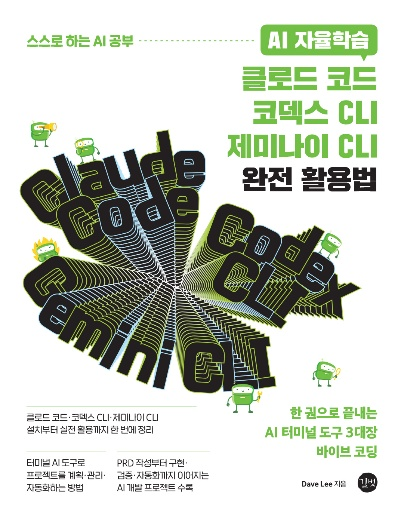 스스로 하는 AI 공부
AI 자율학습
클로드 코드
코덱스 CLI
제미나이 CLI
완전 활용법
Claude
Code
Codex
CLI
Gemini CLI
한 권으로 끝내는
AI 터미널 도구 3대장
바이브 코딩
클로드 코드·코덱스 CLI·제미나이 CLI
설치부터 실전 활용까지 한 번에 정리
터미널 AI 도구로
프로젝트를 계획·관리·
자동화하는 방법
PRD 작성부터 구현·
검증·자동화까지 이어지는
AI 개발 프로젝트 수록
Dave Lee 지음
길벗